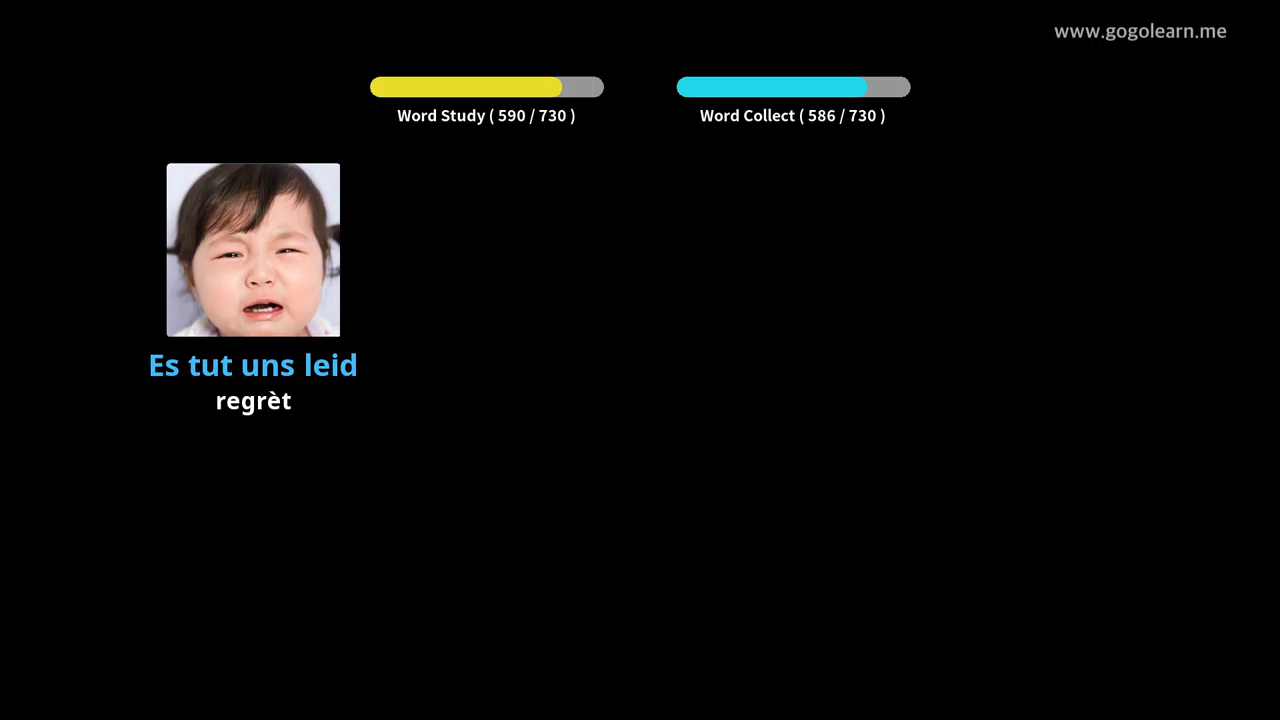 www.gogolearn.me
Word Study ( 590 / 730 )
Word Collect ( 586 / 730 )
Es tut uns leid
regrèt